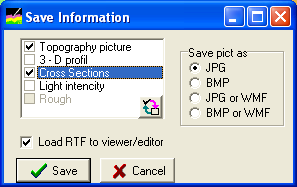 Save Information
Topography picture
3 - D profil
Cross Sections
Light intencity
Rough
Save pict as
JPG
BMP
JPG or WMF
BMP or WMF
Load RTF to viewer/editor
Save
Cancel